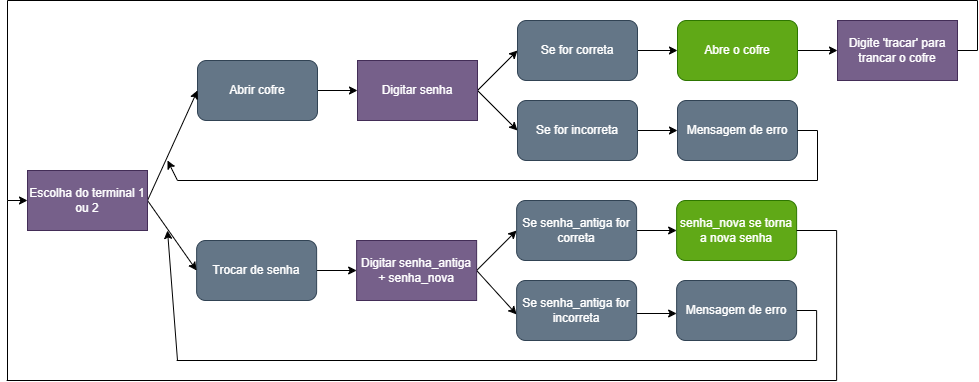 Se for correta
Abre o cofre
Digite 'tracar' para
trancar o cofre
Abrir cofre
Digitar senha
Se for incorreta
Mensagem de erro
Escolha do terminal 1
ou 2
Se senha_antiga for
correta
senha_nova se torna
a nova senha
Trocar de senha
Digitar senha_antiga
+ senha_nova
Se senha_antiga for
incorreta
Mensagem de erro